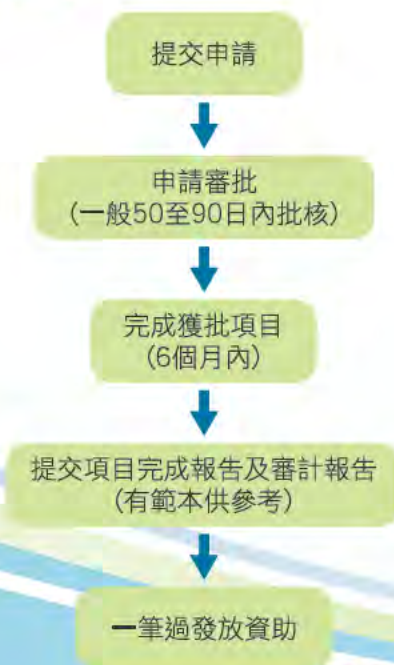 提交申請
申請審批
(一般50至90日內批核)
完成獲批項目
(6個月內)
提交項目完成報告及審計報告
(有範本供參考)
一筆過發放資助